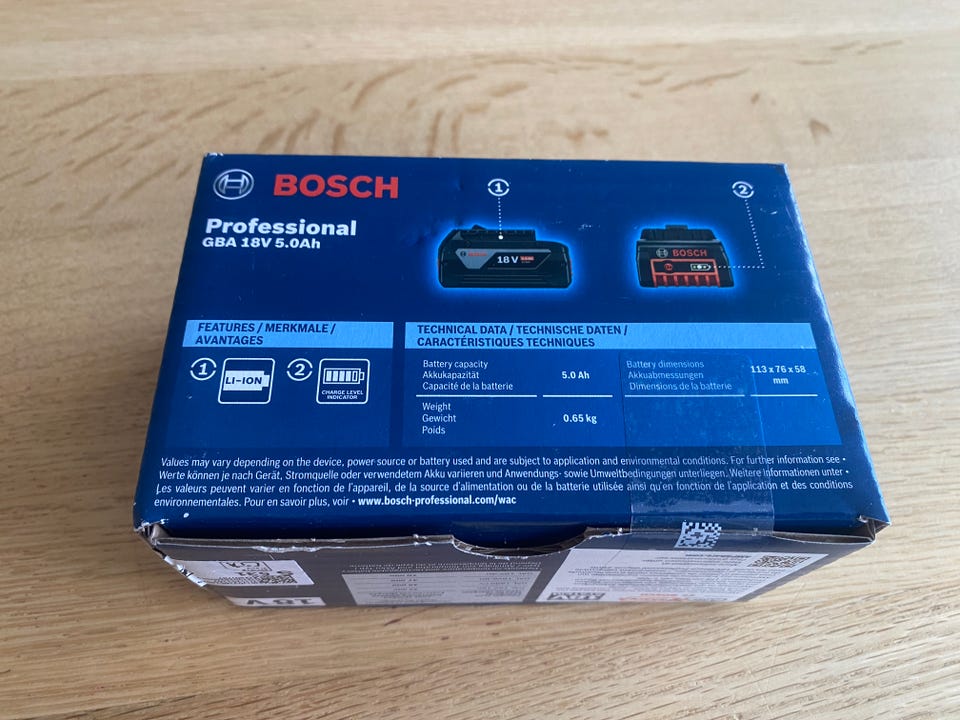 BOSCH
Professional
GBA 18V 5.0Ah
1
2
18 V
BOSCH
FEATURES / MERKMALE /
AVANTAGES
1
LI-ION
2
CHARGE LEVEL
INDICATOR
TECHNICAL DATA / TECHNISCHE DATEN /
CARACTÉRISTIQUES TECHNIQUES
Battery capacity
Akkukapazität
Capacité de la batterie
5.0 Ah
Weight
Gewicht
Poids
0.65 kg
Battery dimensions
Akkuabmessungen
Dimensions de la batterie
113 x 76 x 58
mm
Values may vary depending on the device, power source or battery used and are subject to application and environmental conditions. For further information see •
Werte können je nach Gerät, Stromquelle oder verwendetem Akku variieren und Anwendungs- sowie Umweltbedingungen unterliegen. Weitere Informationen unter •
Les valeurs peuvent varier en fonction de l'appareil, de la source d'alimentation ou de la batterie utilisée ainsi qu'en fonction de l'application et des conditions
environnementales. Pour en savoir plus, voir • www.bosch-professional.com/wac
18V